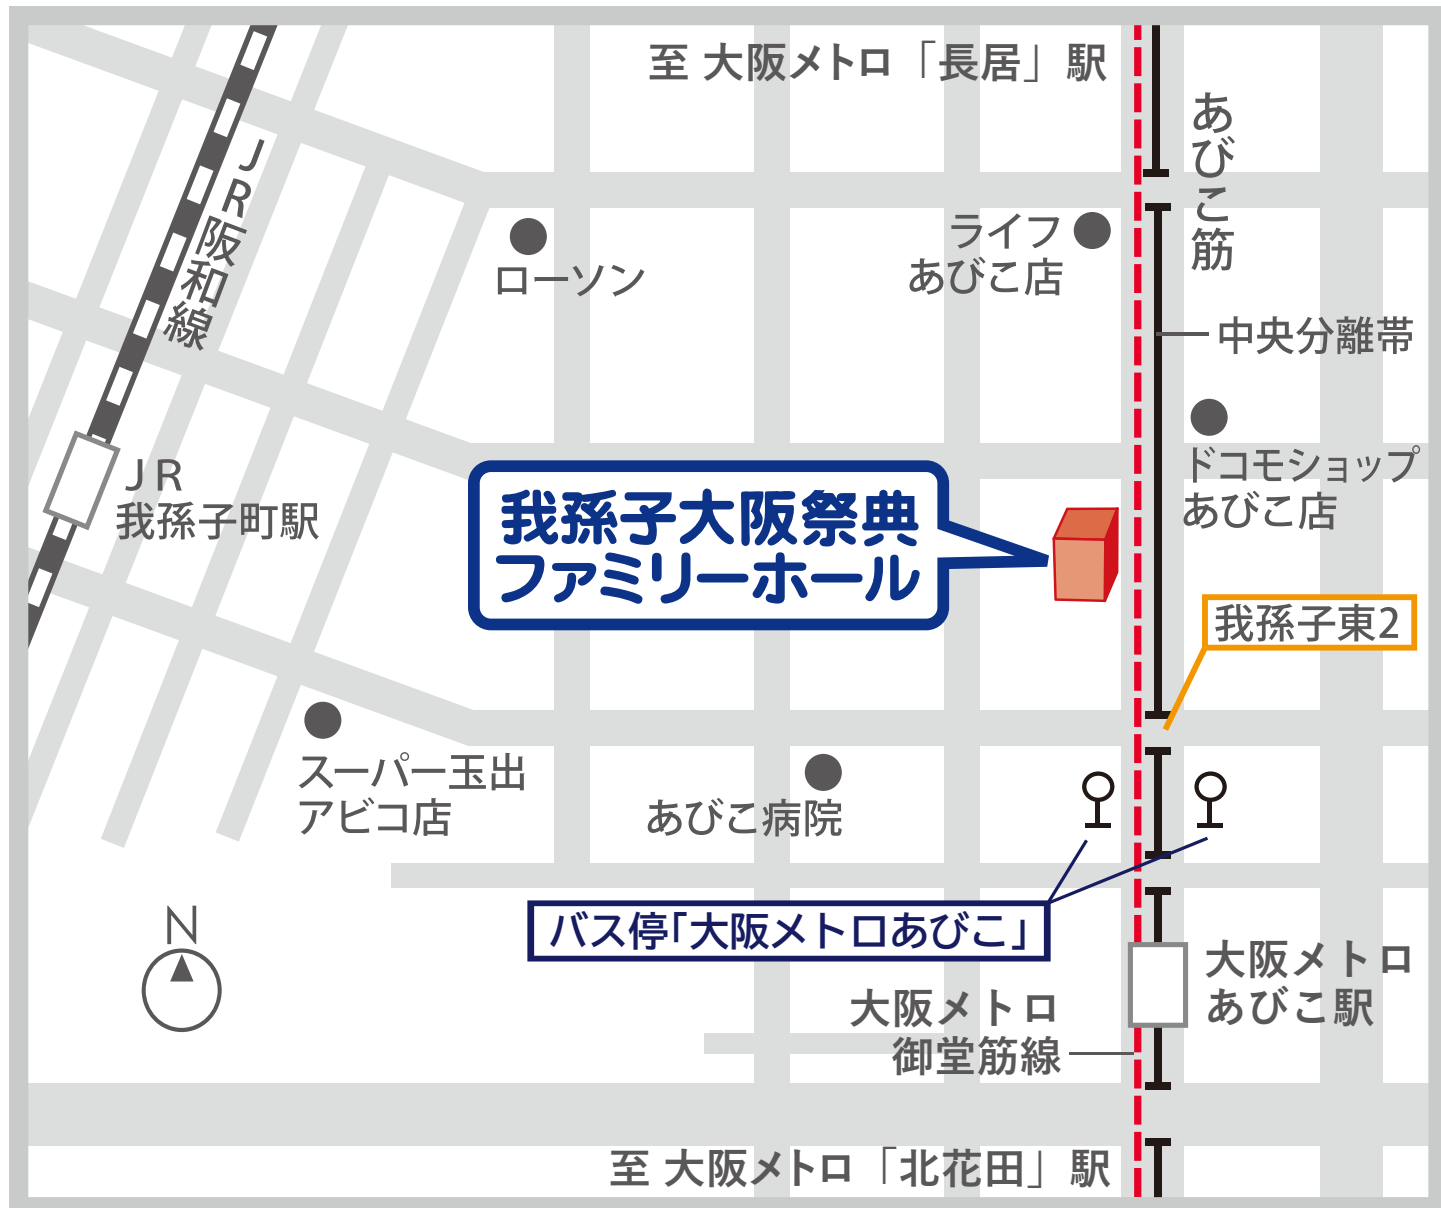 至 大阪メトロ「長居」駅
あびこ筋
JR阪和線
ライフ
あびこ店
ローソン
中央分離帯
ドコモショップ
あびこ店
JR
我孫子町駅
我孫子大阪祭典
ファミリーホール
我孫子東2
スーパー玉出
アビコ店
あびこ病院
N
バス停「大阪メトロあびこ」
大阪メトロ
あびこ駅
大阪メトロ
御堂筋線
至 大阪メトロ「北花田」駅